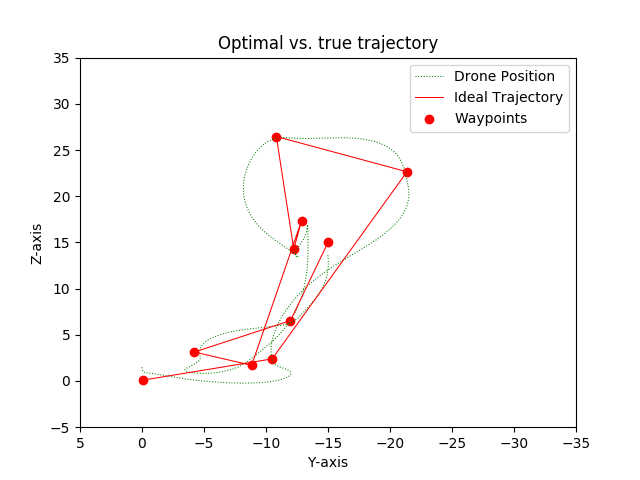 Optimal vs. true trajectory
Drone Position
Ideal Trajectory
Waypoints
35
30
25
20
15
10
5
0
−5
Z-axis
5 0 −5 −10 −15 −20 −25 −30 −35
Y-axis